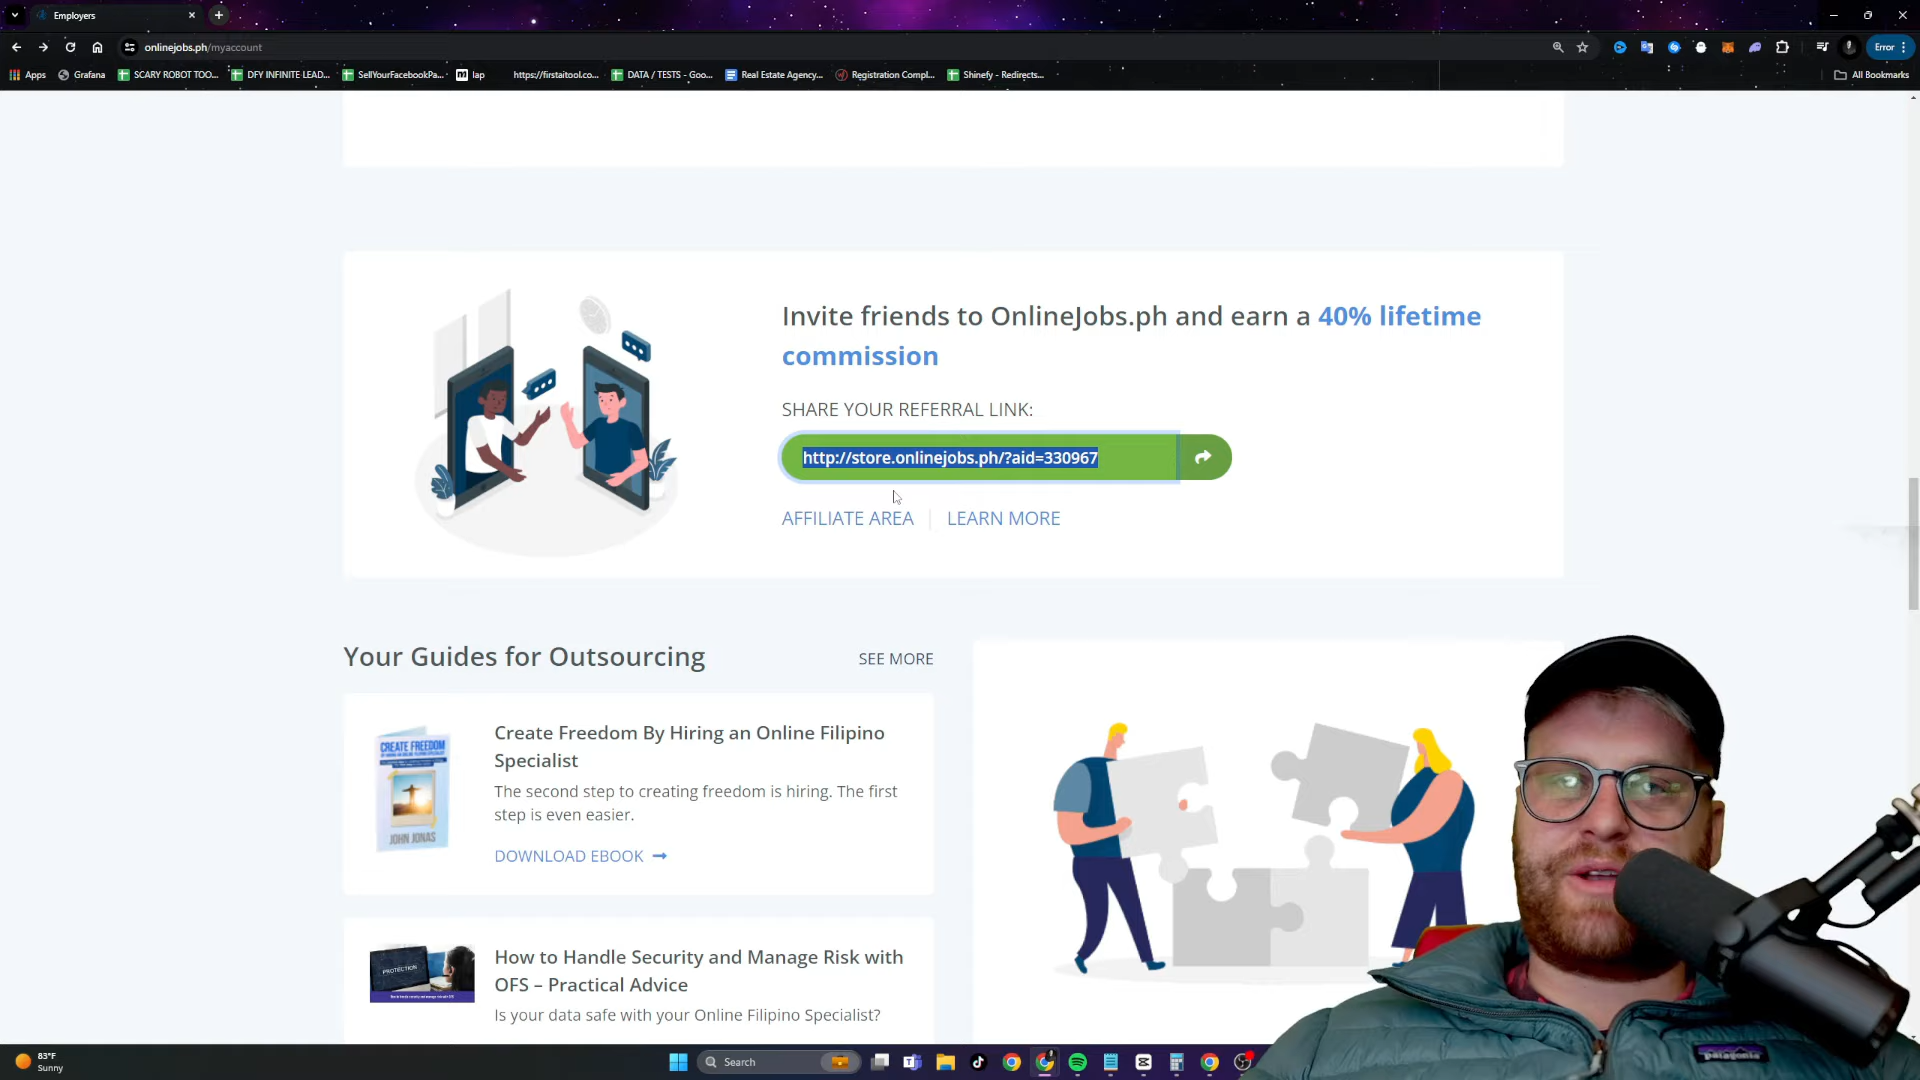 Employers
onlinejobs.ph/myaccount
Error
Apps
Grafana
SCARY ROBOT TOO...
DFY INFINITE LEAD...
SellYourFacebookPa...
lap
https://firstaitool.co...
DATA / TESTS - Goo...
Real Estate Agency...
Registration Compl...
Shinefy - Redirects...
All Bookmarks
Invite friends to OnlineJobs.ph and earn a 40% lifetime
commission
SHARE YOUR REFERRAL LINK:
http://store.onlinejobs.ph/?aid=330967
AFFILIATE AREA
LEARN MORE
Your Guides for Outsourcing
SEE MORE
CREATE FREEDOM
JOHN JONAS
Create Freedom By Hiring an Online Filipino
Specialist
The second step to creating freedom is hiring. The first
step is even easier.
DOWNLOAD EBOOK
PROTECTION
How to Handle Security and Manage Risk with
OFS – Practical Advice
Is your data safe with your Online Filipino Specialist?
patagonia
83°F
Sunny
Search